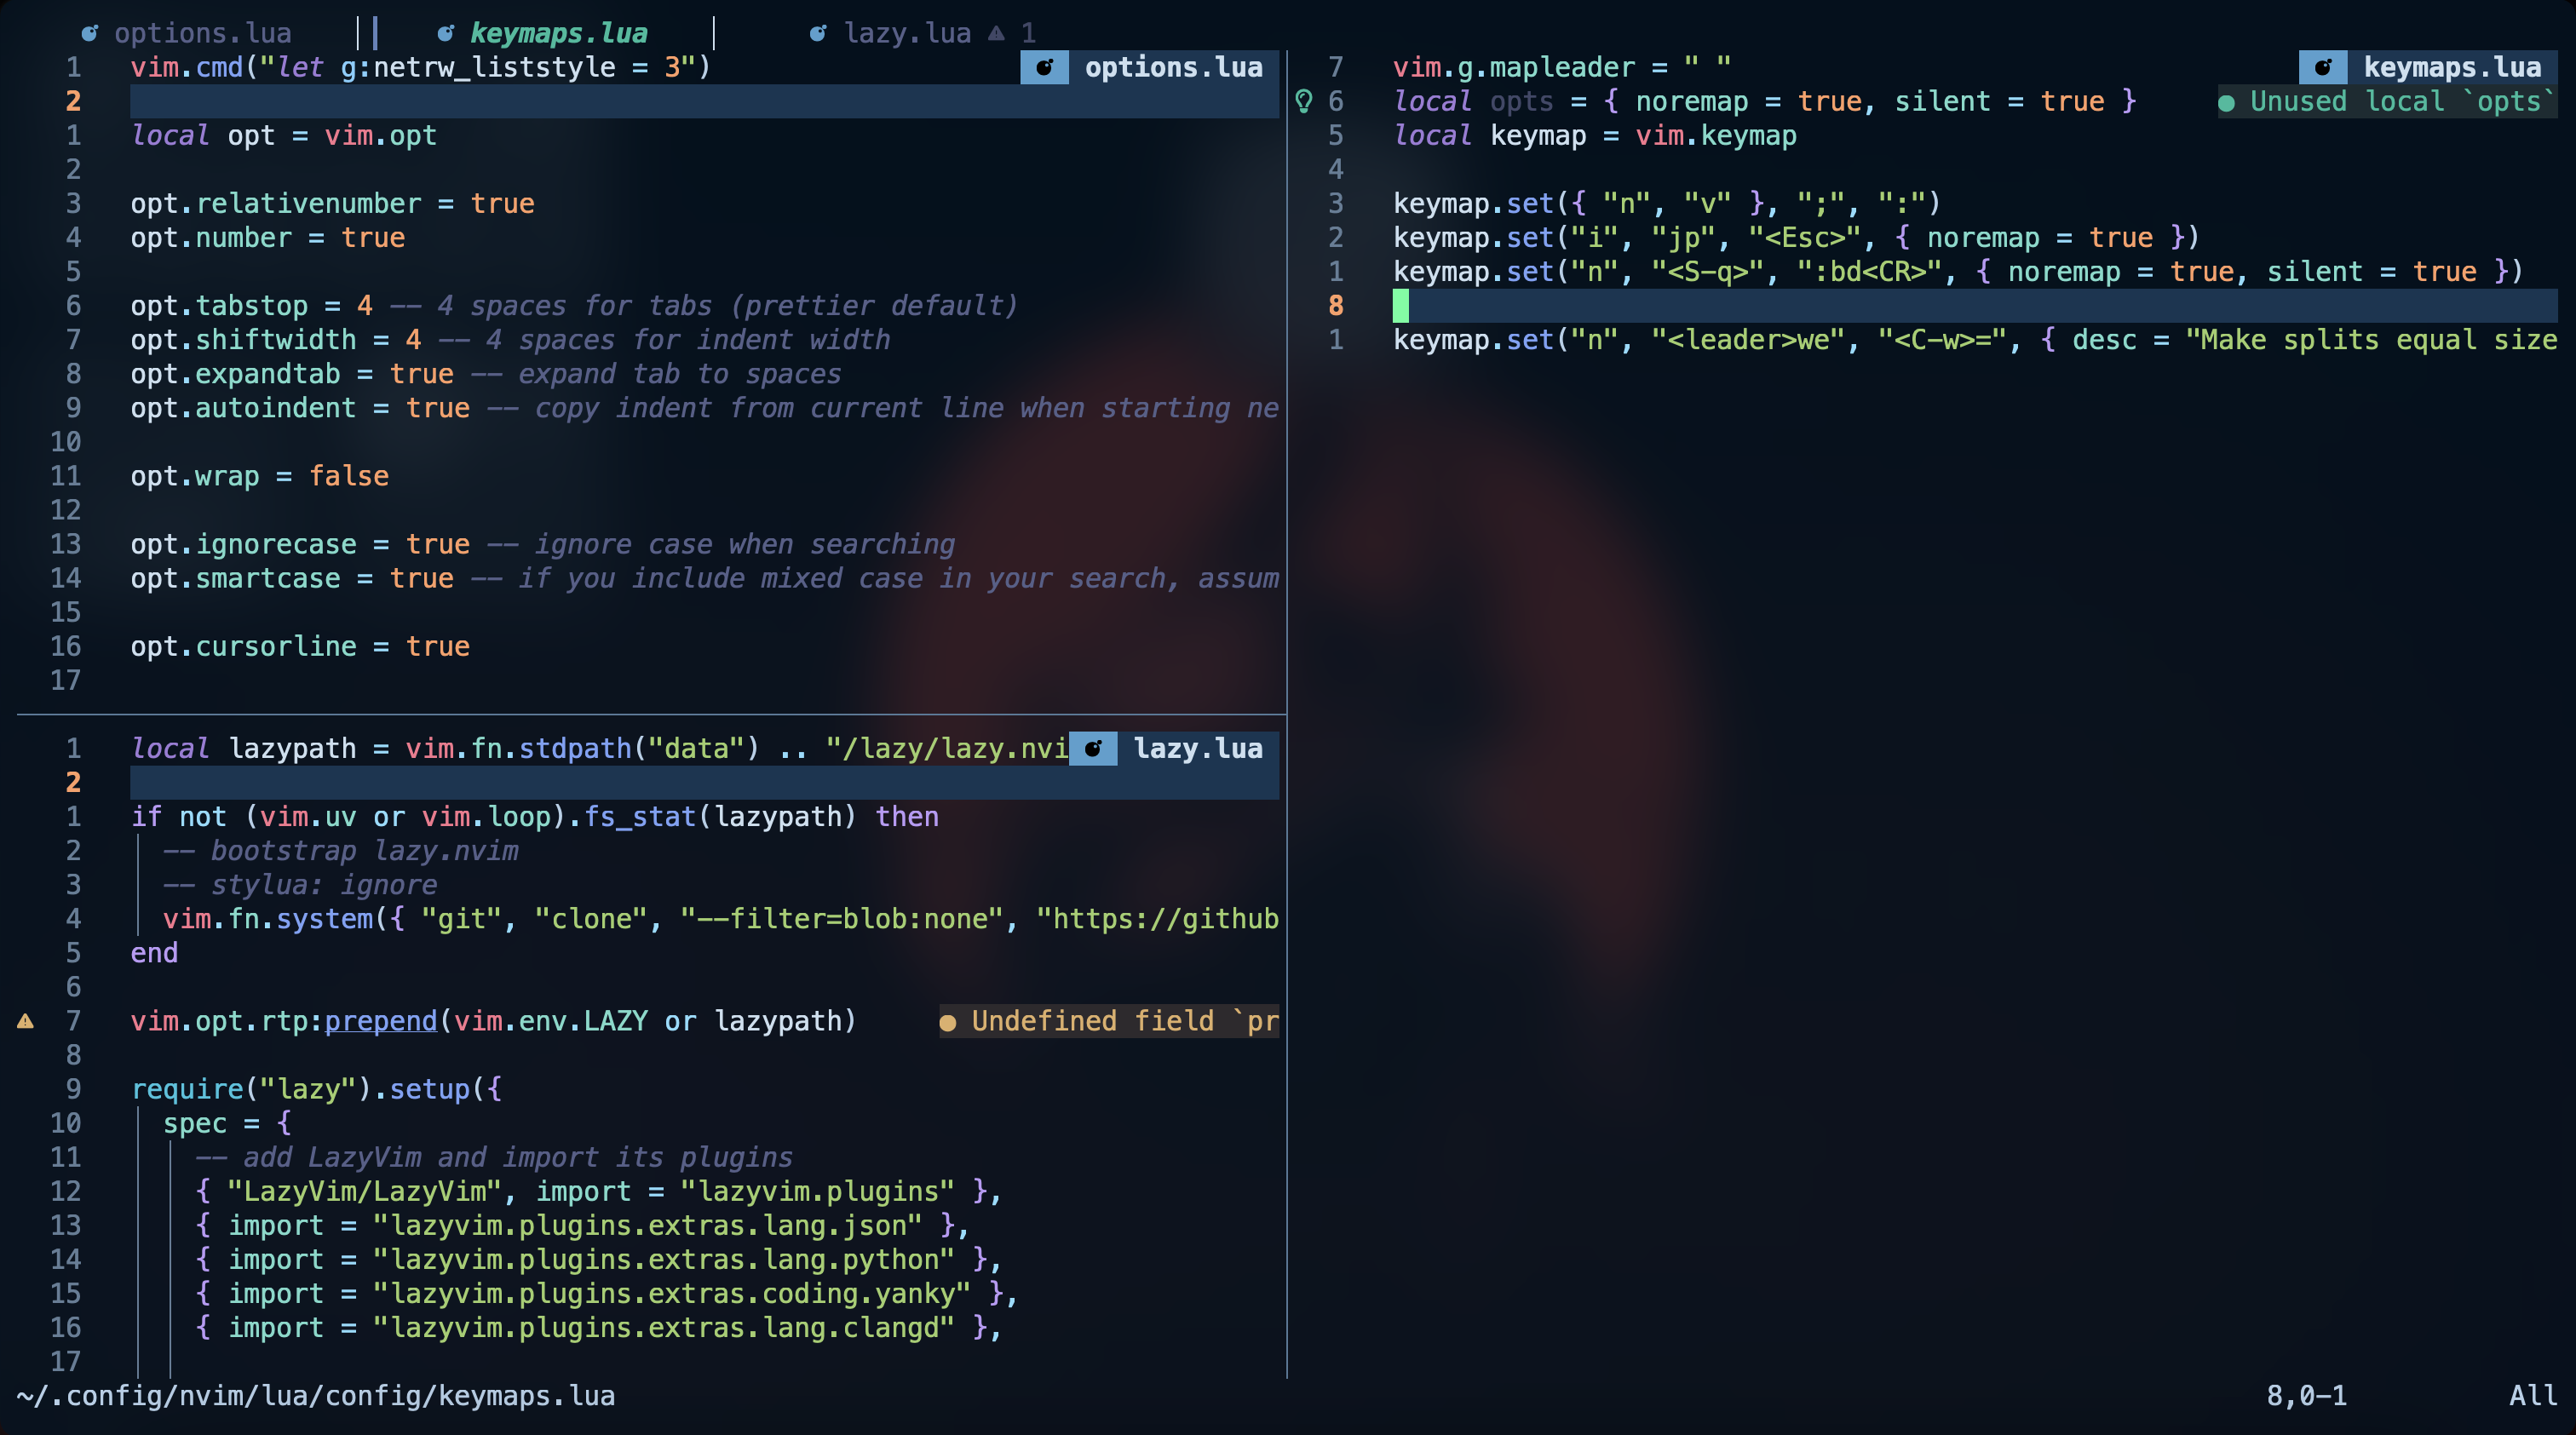 options.lua keymaps.lua lazy.lua 1
1 vim.cmd("let g:netrw_liststyle = 3") options.lua
2
1 local opt = vim.opt
2
3 opt.relativenumber = true
4 opt.number = true
5
6 opt.tabstop = 4 -- 4 spaces for tabs (prettier default)
7 opt.shiftwidth = 4 -- 4 spaces for indent width
8 opt.expandtab = true -- expand tab to spaces
9 opt.autoindent = true -- copy indent from current line when starting ne
10
11 opt.wrap = false
12
13 opt.ignorecase = true -- ignore case when searching
14 opt.smartcase = true -- if you include mixed case in your search, assum
15
16 opt.cursorline = true
17
1 local lazypath = vim.fn.stdpath("data") .. "/lazy/lazy.nvi lazy.lua
2
1 if not (vim.uv or vim.loop).fs_stat(lazypath) then
2 -- bootstrap lazy.nvim
3 -- stylua: ignore
4 vim.fn.system({ "git", "clone", "--filter=blob:none", "https://github
5 end
6
7 vim.opt.rtp:prepend(vim.env.LAZY or lazypath) ● Undefined field `pr
8
9 require("lazy").setup({
10 spec = {
11 -- add LazyVim and import its plugins
12 { "LazyVim/LazyVim", import = "lazyvim.plugins" },
13 { import = "lazyvim.plugins.extras.lang.json" },
14 { import = "lazyvim.plugins.extras.lang.python" },
15 { import = "lazyvim.plugins.extras.coding.yanky" },
16 { import = "lazyvim.plugins.extras.lang.clangd" },
17
7 vim.g.mapleader = " " keymaps.lua
6 local opts = { noremap = true, silent = true } ● Unused local `opts`
5 local keymap = vim.keymap
4
3 keymap.set({ "n", "v" }, ";", ":")
2 keymap.set("i", "jp", "<Esc>", { noremap = true })
1 keymap.set("n", "<S-q>", ":bd<CR>", { noremap = true, silent = true })
8
1 keymap.set("n", "<leader>we", "<C-w>=", { desc = "Make splits equal size
~/.config/nvim/lua/config/keymaps.lua 8,0-1 All